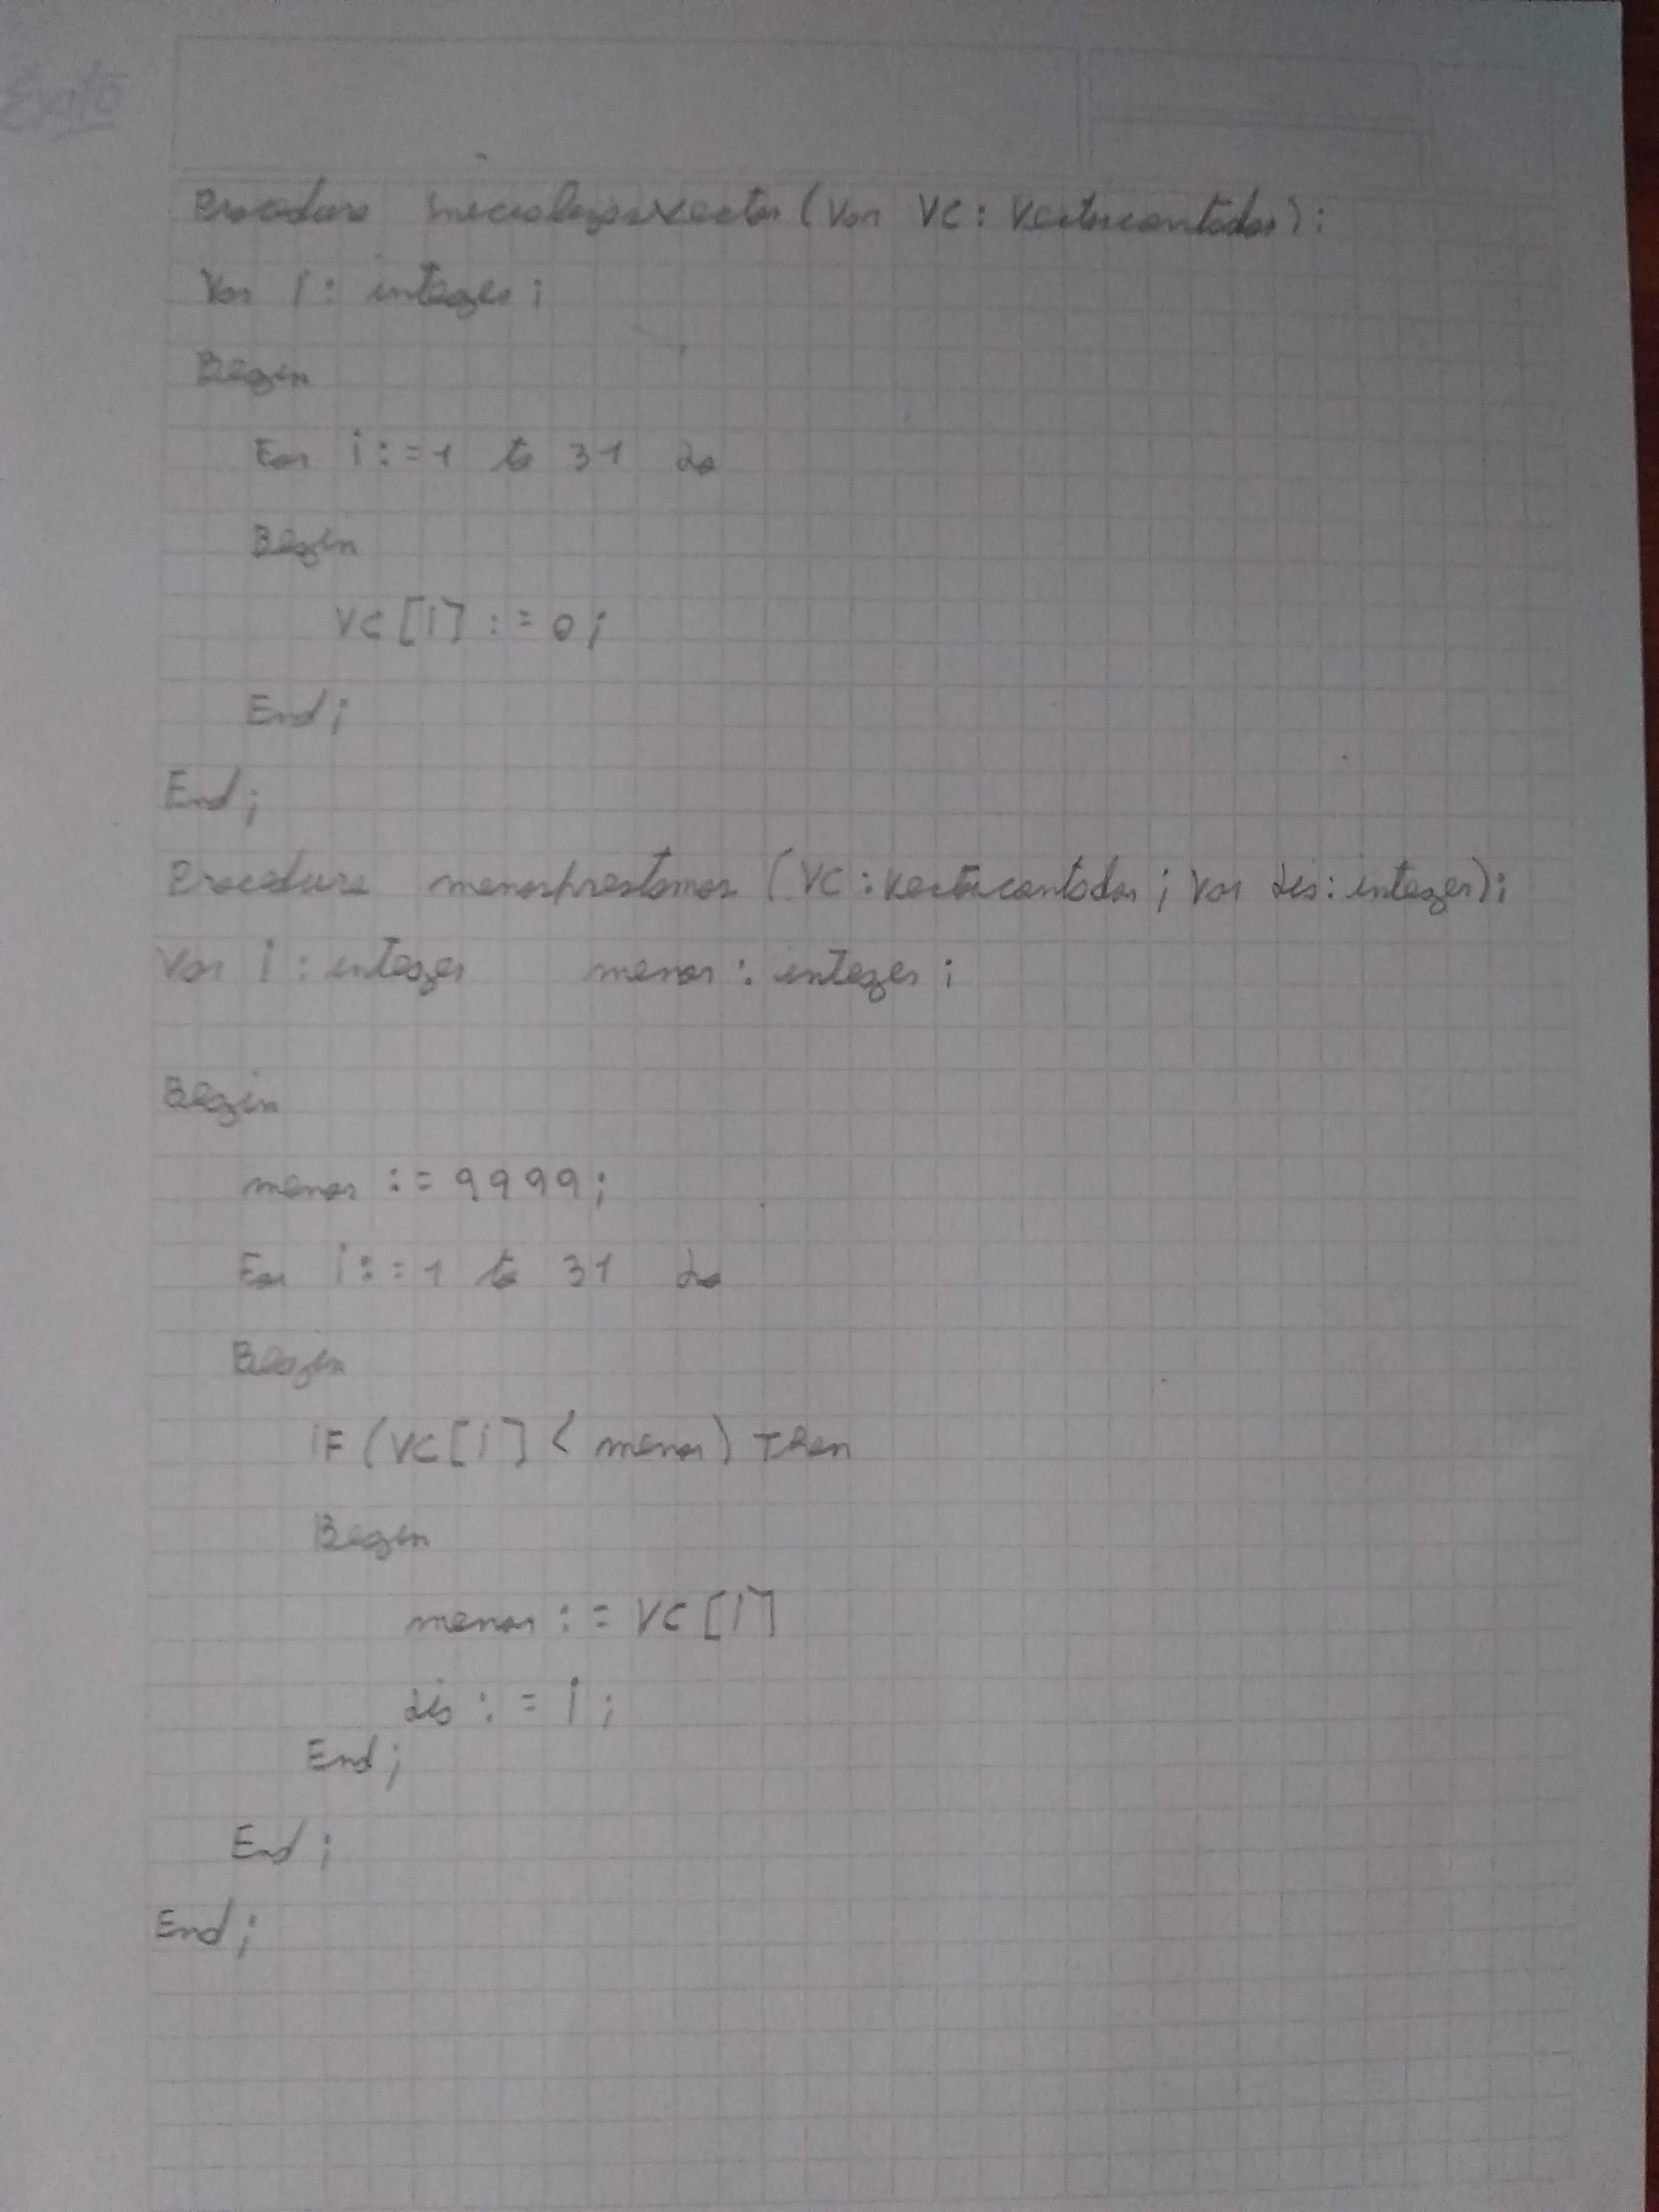 Éxito
Procedure inicializarvector (Var VC: Vectorcontador);
Var i: integer;
Begin
For i:=1 to 31 do
Begin
VC[i]:=0;
End;
End;
Procedure menosprestamos (VC: vectorcontador; Var dia: integer);
Var i: integer menor: integer;
Begin
menor := 9999;
For i:=1 to 31 do
Begin
IF (VC[i] < menor) Then
Begin
menor := VC[i]
dia := i;
End;
End;
End;